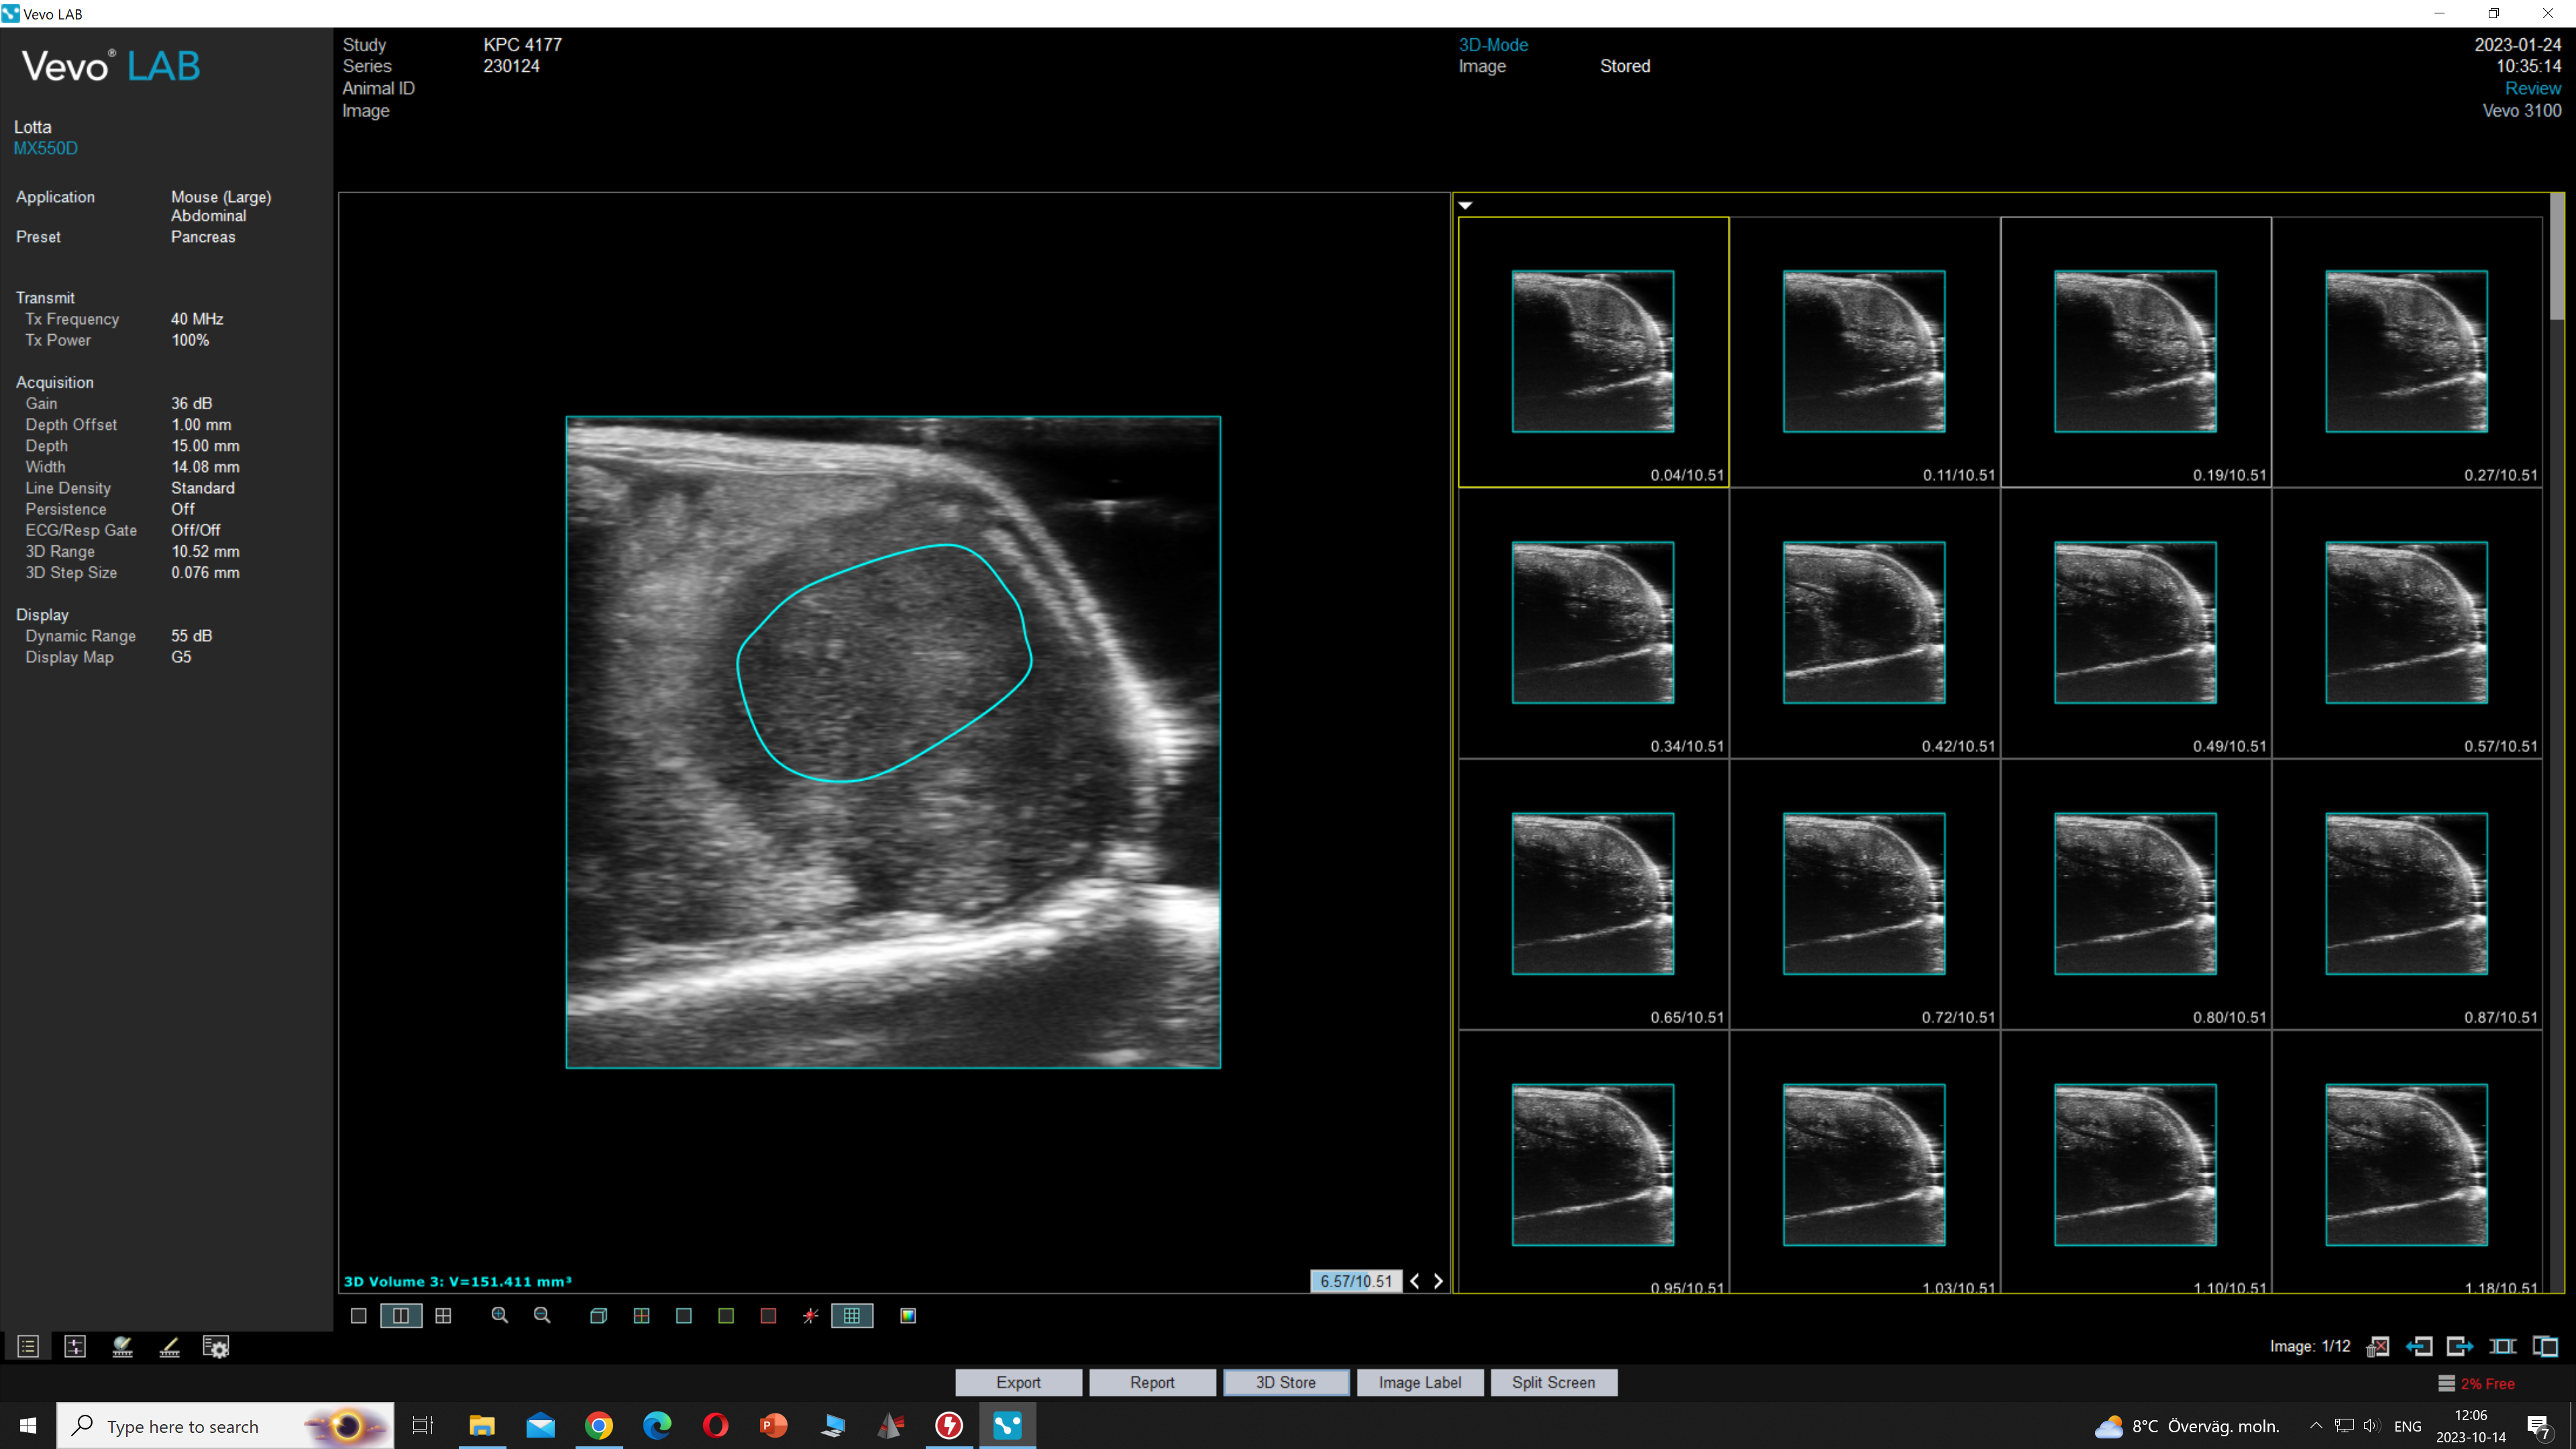 Vevo LAB
Vevo® LAB
Lotta
MX550D
Application Mouse (Large)
Abdominal
Preset Pancreas
Transmit
Tx Frequency 40 MHz
Tx Power 100%
Acquisition
Gain 36 dB
Depth Offset 1.00 mm
Depth 15.00 mm
Width 14.08 mm
Line Density Standard
Persistence Off
ECG/Resp Gate Off/Off
3D Range 10.52 mm
3D Step Size 0.076 mm
Display
Dynamic Range 55 dB
Display Map G5
Study KPC 4177
Series 230124
Animal ID
Image
3D-Mode
Image Stored
2023-01-24
10:35:14
Review
Vevo 3100
0.04/10.51 0.11/10.51 0.19/10.51 0.27/10.51
0.34/10.51 0.42/10.51 0.49/10.51 0.57/10.51
0.65/10.51 0.72/10.51 0.80/10.51 0.87/10.51
0.95/10.51 1.03/10.51 1.10/10.51 1.18/10.51
3D Volume 3: V=151.411 mm³
6.57/10.51
Image: 1/12
Export Report 3D Store Image Label Split Screen
2% Free
Type here to search
8°C Överväg. moln.
ENG
12:06
2023-10-14
7